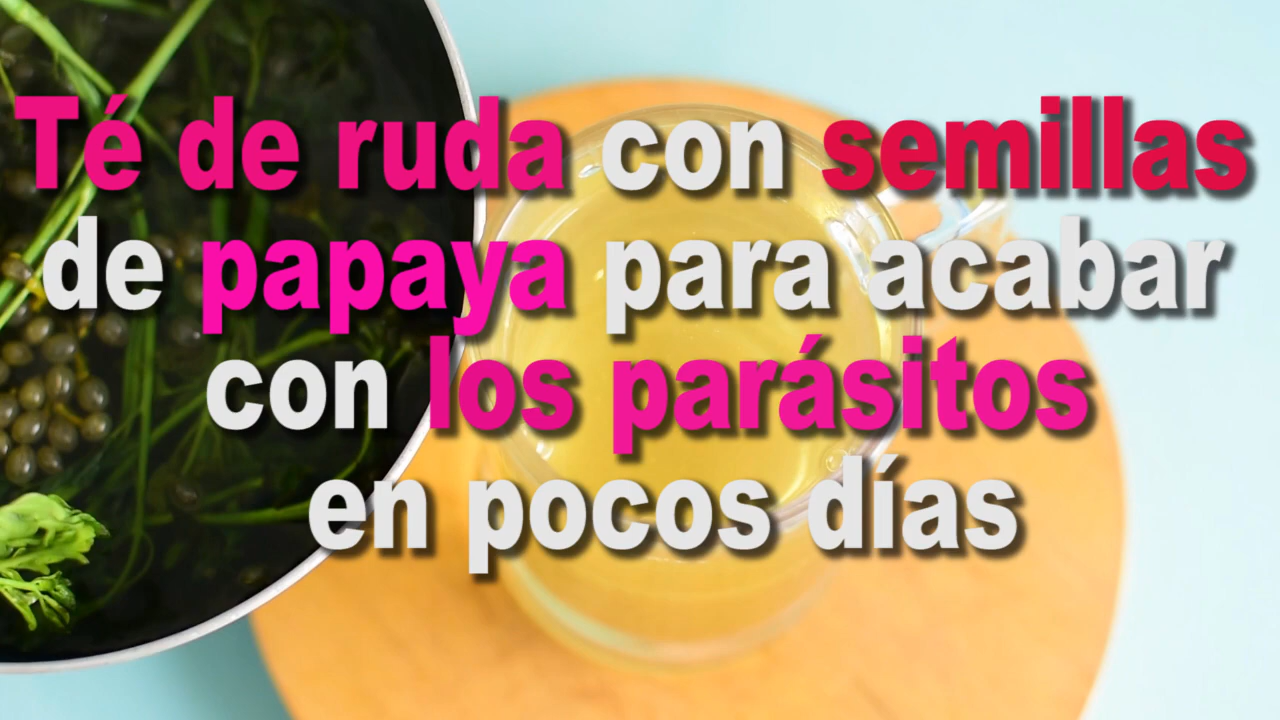 Té de ruda con semillas
de papaya para acabar
con los parásitos
en pocos días